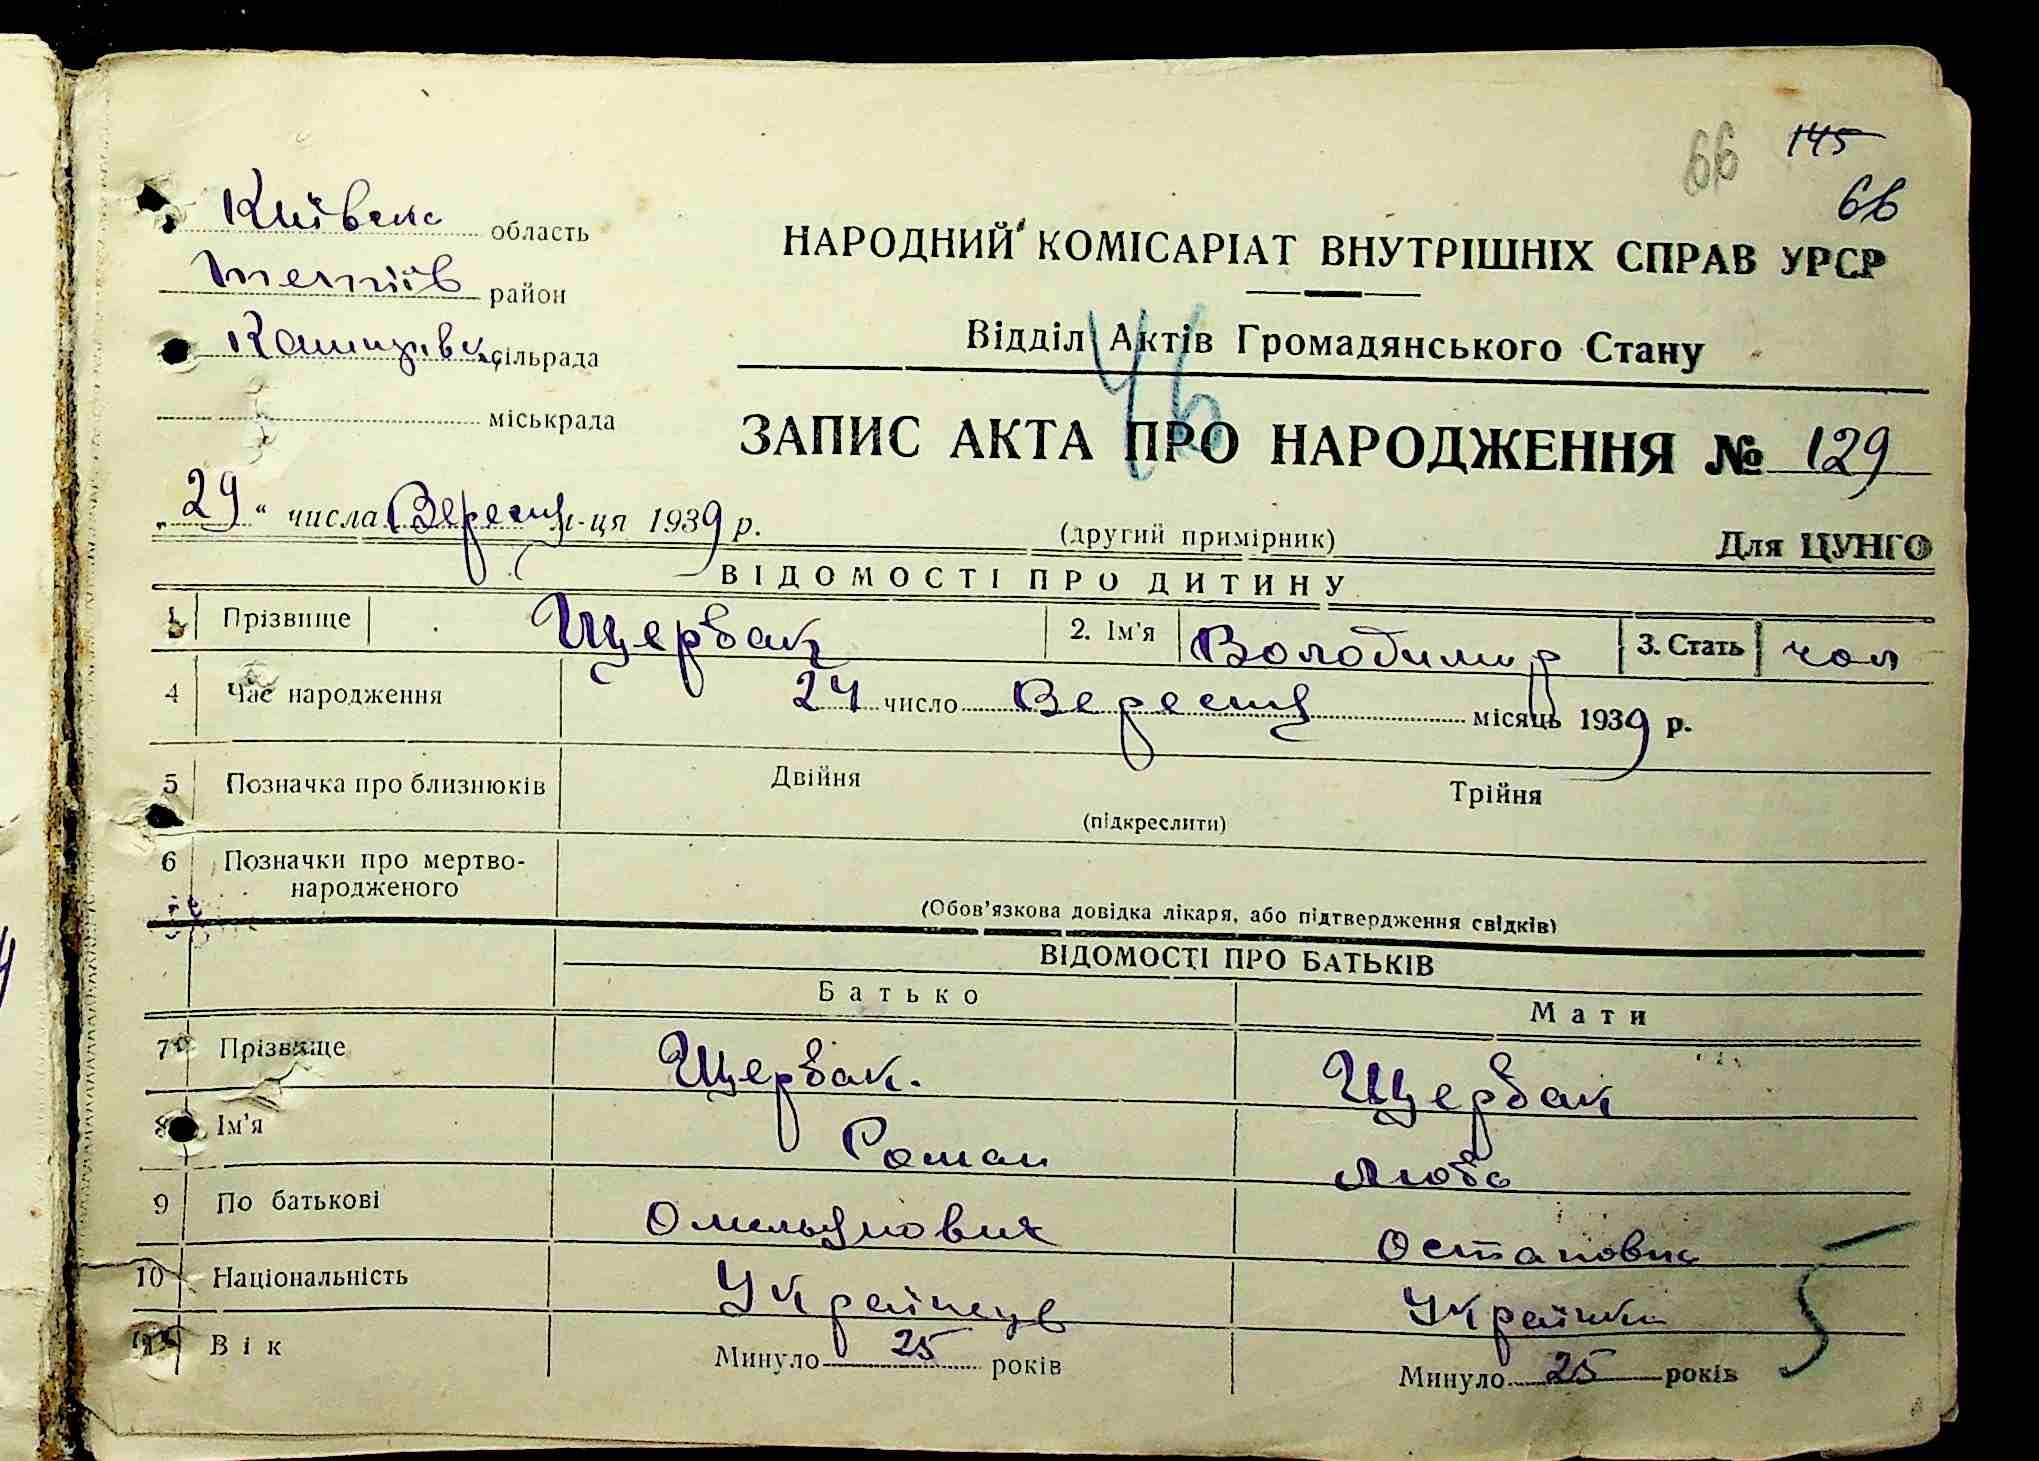 66 145
66
Київська область
Тетіїв район
Кашперівк. сільрада
міськрада
НАРОДНИЙ КОМІСАРІАТ ВНУТРІШНІХ СПРАВ УРСР
Відділ Актів Громадянського Стану
46
ЗАПИС АКТА ПРО НАРОДЖЕННЯ № 129
„29“ числа Вересня м-ця 1939 р.
(другий примірник) Для ЦУНГО
ВІДОМОСТІ ПРО ДИТИНУ
1 Прізвище Щербак 2. Ім'я Володимир 3. Стать чол
4 Час народження 24 число Вересня місяць 1939 р.
5 Позначка про близнюків Двійня Трійня
(підкреслити)
6 Позначки про мертво-
народженого
(Обов'язкова довідка лікаря, або підтвердження свідків)
ВІДОМОСТІ ПРО БАТЬКІВ
Батько Мати
7 Прізвище Щербак. Щербак
8 Ім'я Роман Люба
9 По батькові Омельянович Остаповна
10 Національність Українець Українка
11 Вік Минуло 25 років Минуло 25 років
5